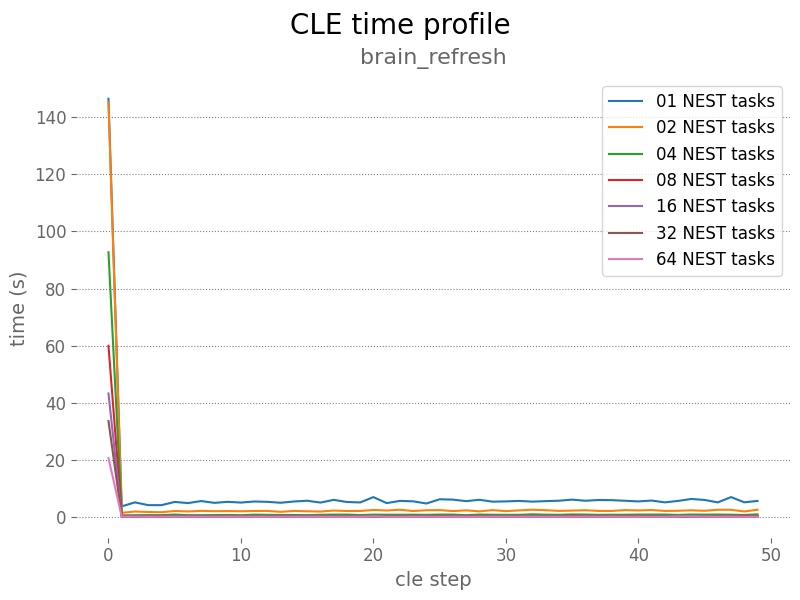 CLE time profile
brain_refresh
01 NEST tasks
02 NEST tasks
04 NEST tasks
08 NEST tasks
16 NEST tasks
32 NEST tasks
64 NEST tasks
time (s)
140
120
100
80
60
40
20
0
0 10 20 30 40 50
cle step